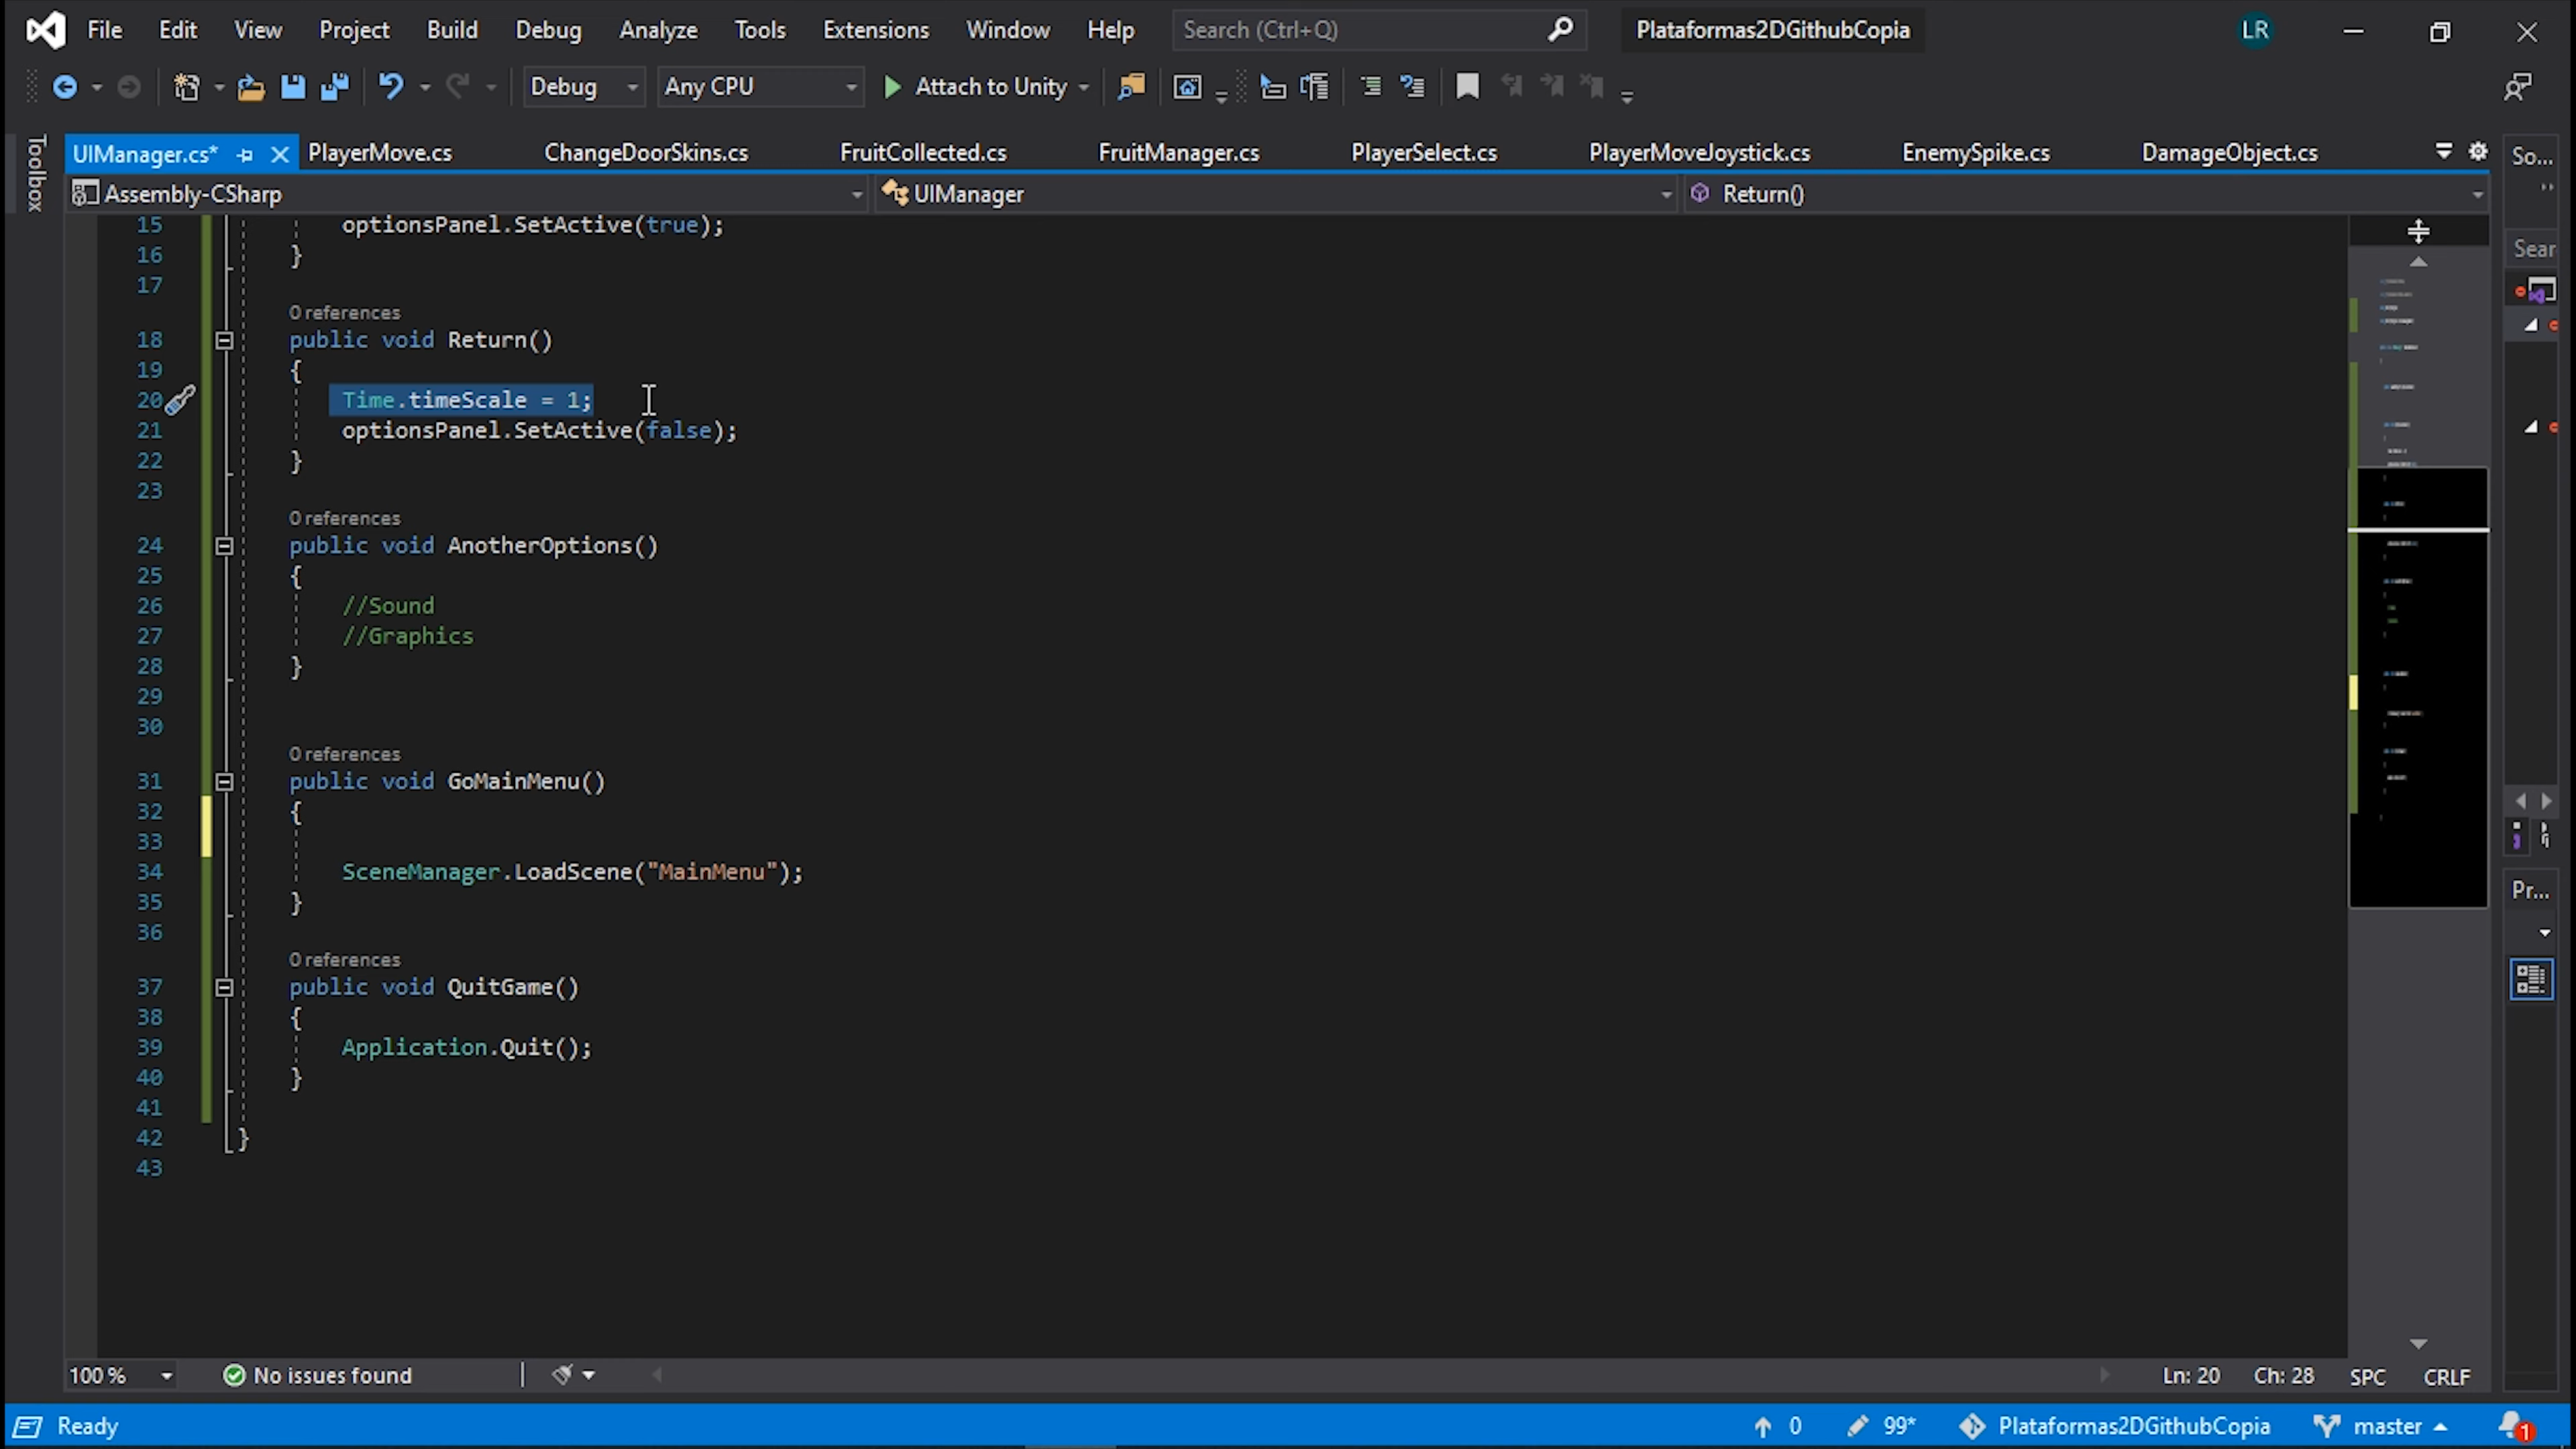 File Edit View Project Build Debug Analyze Tools Extensions Window Help Search (Ctrl+Q) Plataformas2DGithubCopia LR
Debug Any CPU Attach to Unity
Toolbox
UIManager.cs* PlayerMove.cs ChangeDoorSkins.cs FruitCollected.cs FruitManager.cs PlayerSelect.cs PlayerMoveJoystick.cs EnemySpike.cs DamageObject.cs So...
Assembly-CSharp UIManager Return()
15 optionsPanel.SetActive(true);
16 }
Sear
17
0 references
18 public void Return()
19 {
20 Time.timeScale = 1;
21 optionsPanel.SetActive(false);
22 }
23
0 references
24 public void AnotherOptions()
25 {
26 //Sound
27 //Graphics
28 }
29
30
0 references
31 public void GoMainMenu()
32 {
33
34 SceneManager.LoadScene("MainMenu");
35 }
Pr...
36
0 references
37 public void QuitGame()
38 {
39 Application.Quit();
40 }
41
42 }
43
100 % No issues found Ln: 20 Ch: 28 SPC CRLF
Ready 0 99* Plataformas2DGithubCopia master 1